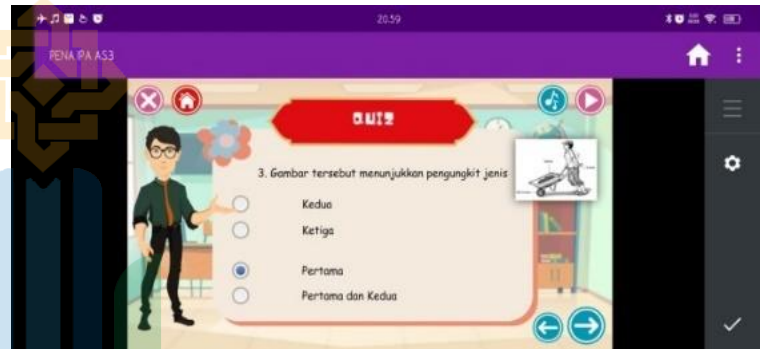 20.59
PENA IPA AS3
QUIZ
3. Gambar tersebut menunjukkan pengungkit jenis
Kedua
Ketiga
Pertama
Pertama dan Kedua